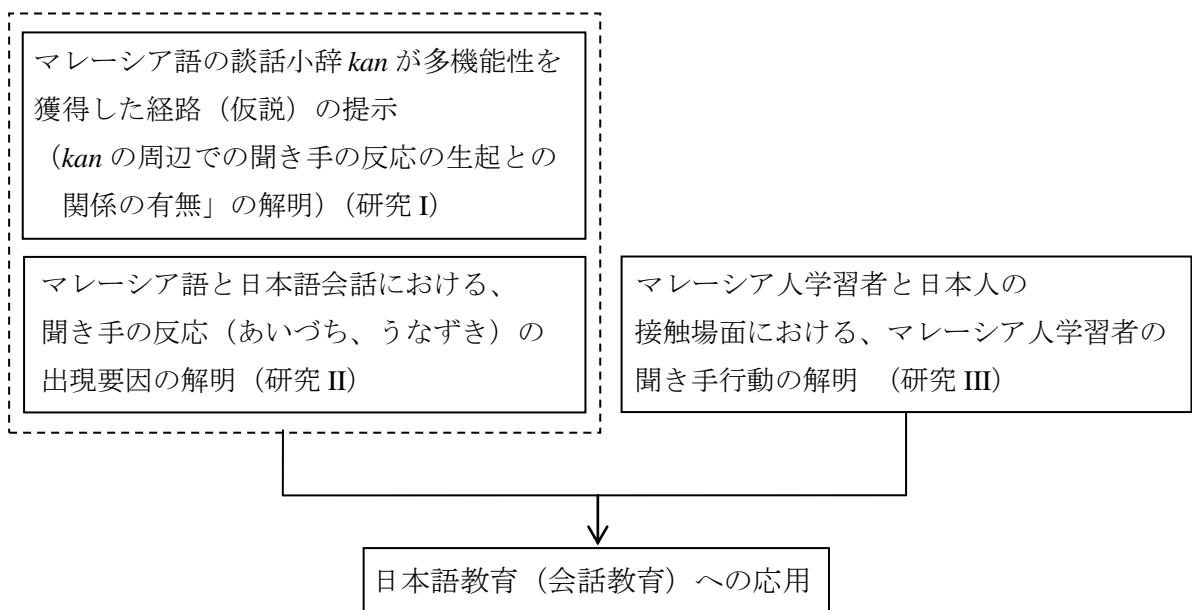 マレーシア語の談話小辞 kan が多機能性を
獲得した経路（仮説）の提示
（kan の周辺での聞き手の反応の生起との
関係の有無」の解明）（研究 I）
マレーシア語と日本語会話における、
聞き手の反応（あいづち、うなずき）の
出現要因の解明（研究 II）
マレーシア人学習者と日本人の
接触場面における、マレーシア人学習者の
聞き手行動の解明 （研究 III）
日本語教育（会話教育）への応用